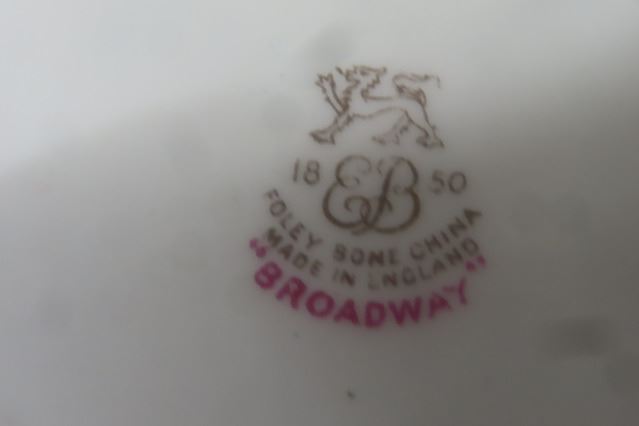 18 EB 50
FOLEY BONE CHINA
MADE IN ENGLAND
"BROADWAY"